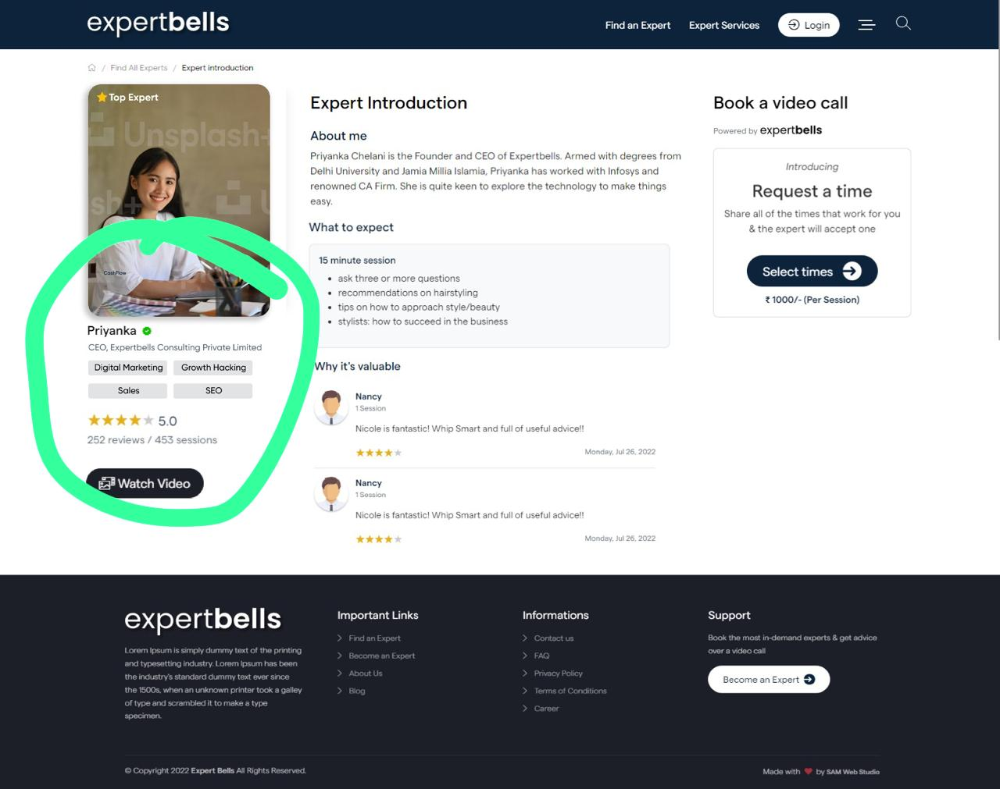 expertbells
Find an Expert
Expert Services
Login
/ Find All Experts / Expert introduction
Top Expert
Unsplash+
sh+
CashFlow
Priyanka
CEO, Expertbells Consulting Private Limited
Digital Marketing
Growth Hacking
Sales
SEO
5.0
252 reviews / 453 sessions
Watch Video
Expert Introduction
About me
Priyanka Chelani is the Founder and CEO of Expertbells. Armed with degrees from
Delhi University and Jamia Millia Islamia, Priyanka has worked with Infosys and
renowned CA Firm. She is quite keen to explore the technology to make things
easy.
What to expect
15 minute session
• ask three or more questions
• recommendations on hairstyling
• tips on how to approach style/beauty
• stylists: how to succeed in the business
Why it's valuable
Nancy
1 Session
Nicole is fantastic! Whip Smart and full of useful advice!!
Monday, Jul 26, 2022
Nancy
1 Session
Nicole is fantastic! Whip Smart and full of useful advice!!
Monday, Jul 26, 2022
Book a video call
Powered by expertbells
Introducing
Request a time
Share all of the times that work for you
& the expert will accept one
Select times
₹ 1000/- (Per Session)
expertbells
Lorem Ipsum is simply dummy text of the printing
and typesetting industry. Lorem Ipsum has been
the industry's standard dummy text ever since
the 1500s, when an unknown printer took a galley
of type and scrambled it to make a type
specimen.
Important Links
Find an Expert
Become an Expert
About Us
Blog
Informations
Contact us
FAQ
Privacy Policy
Terms of Conditions
Career
Support
Book the most in-demand experts & get advice
over a video call
Become an Expert
© Copyright 2022 Expert Bells All Rights Reserved.
Made with ❤ by SAM Web Studio